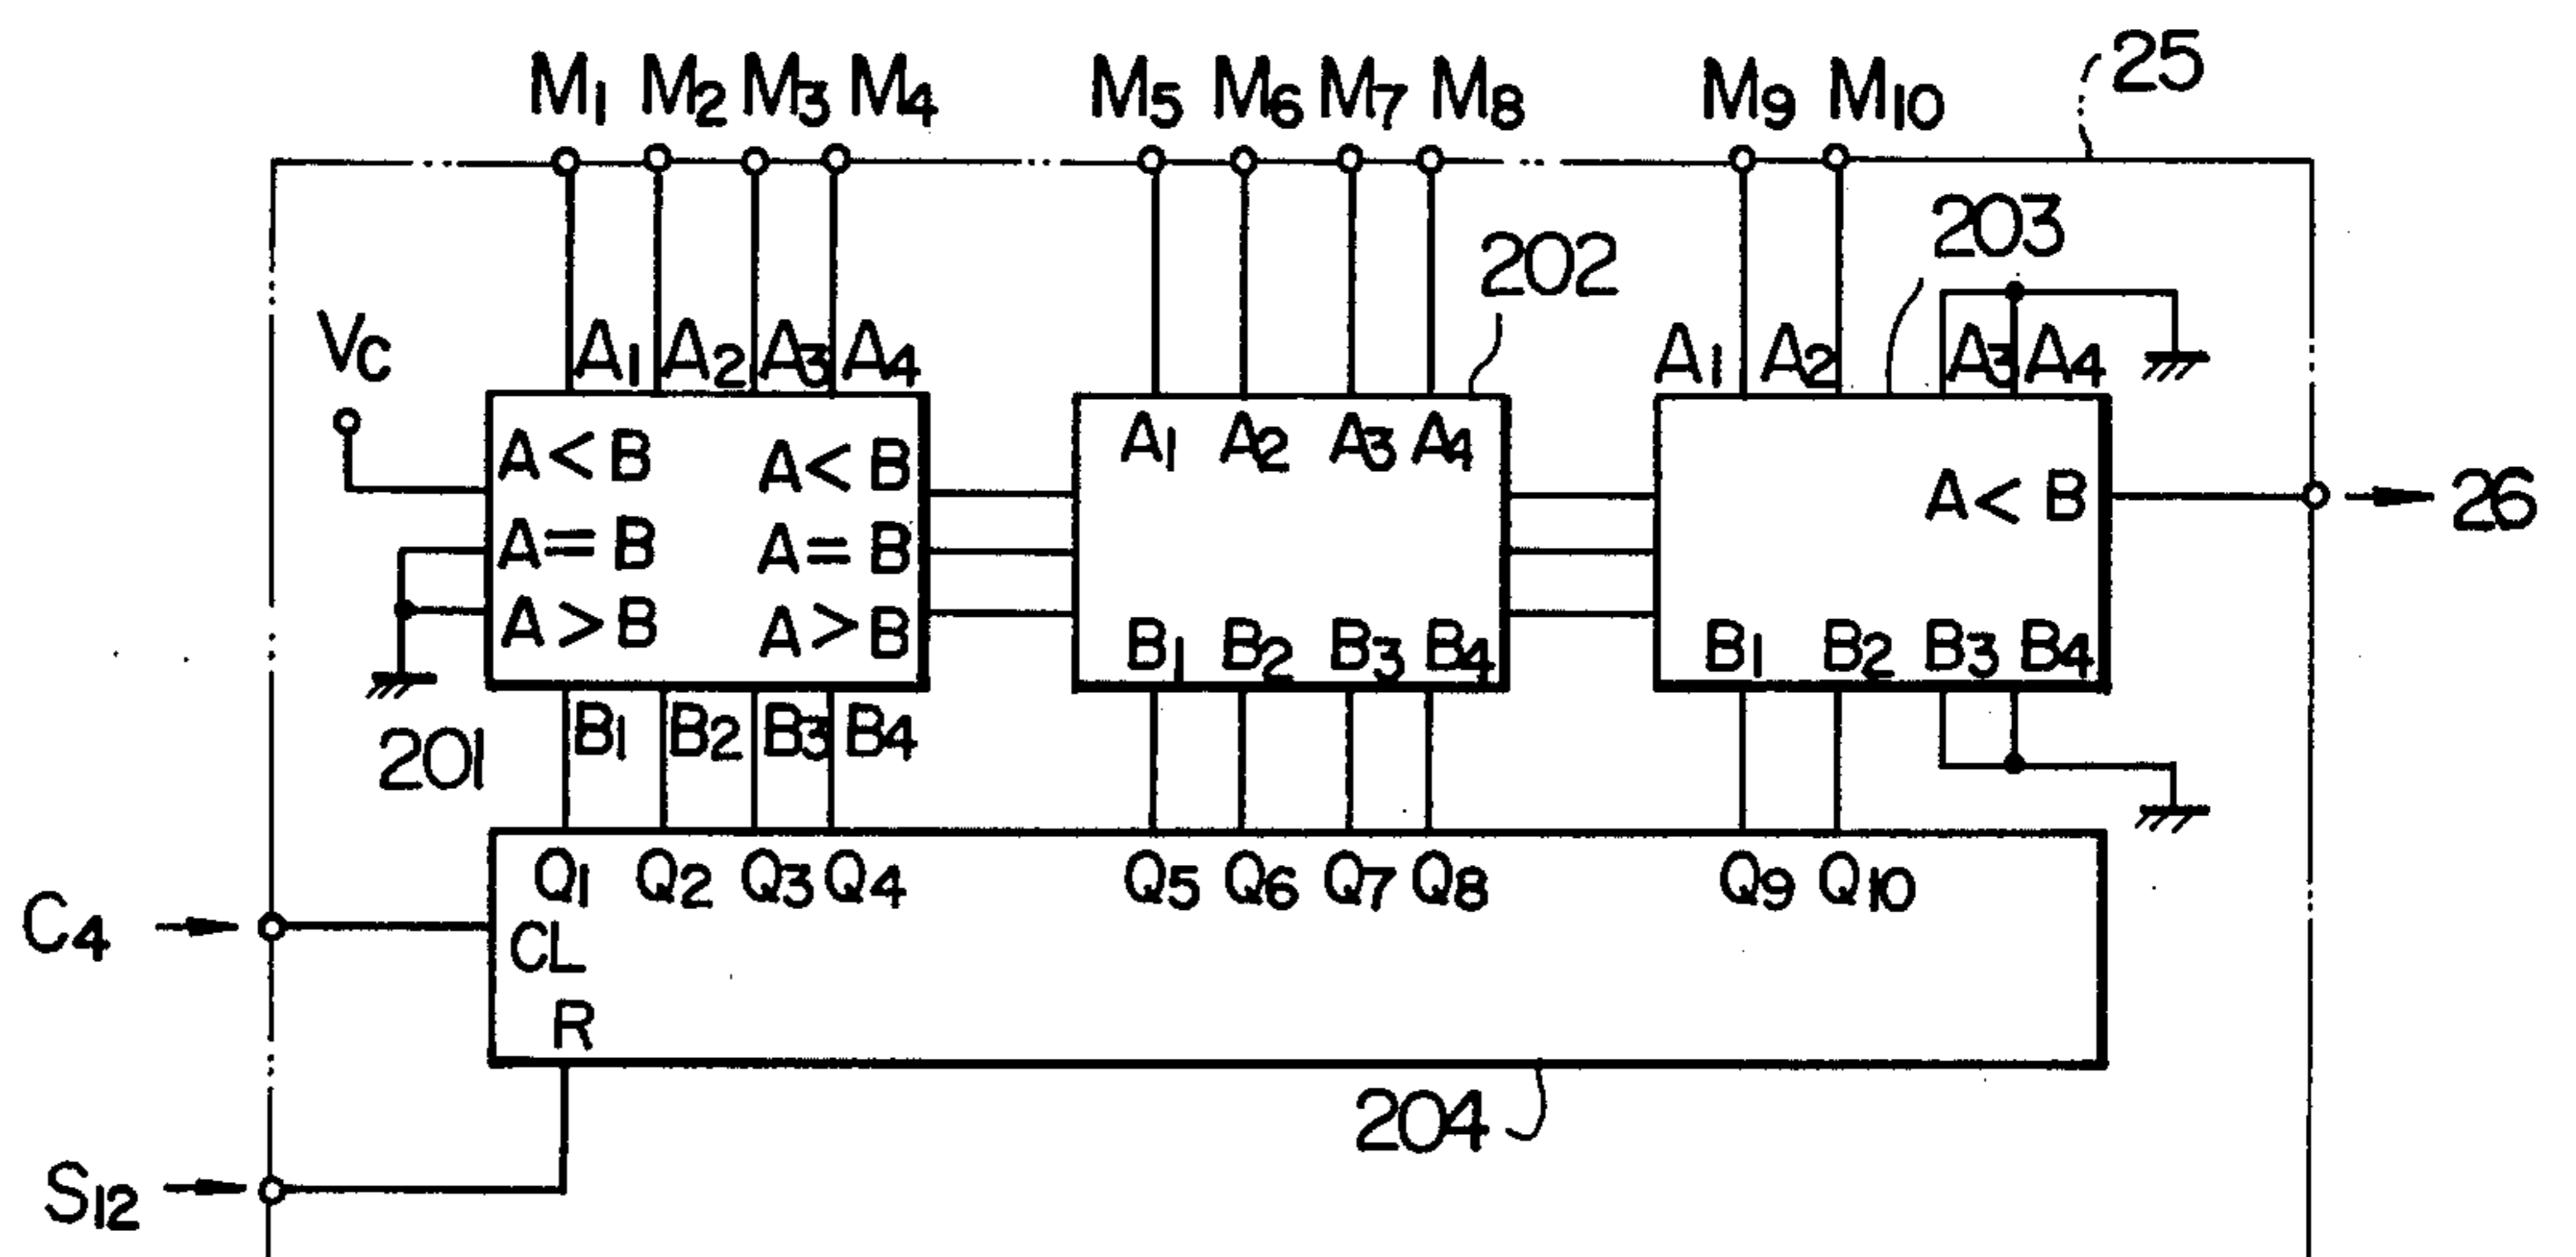 M1 M2 M3 M4 M5 M6 M7 M8 M9 M10 25
202 203
VC A1 A2 A3 A4 A1 A2 A3 A4
A<B A<B A1 A2 A3 A4 A<B 26
A=B A=B
A>B A>B B1 B2 B3 B4 B1 B2 B3 B4
201 B1 B2 B3 B4
Q1 Q2 Q3 Q4 Q5 Q6 Q7 Q8 Q9 Q10
C4 CL
R
204
S12